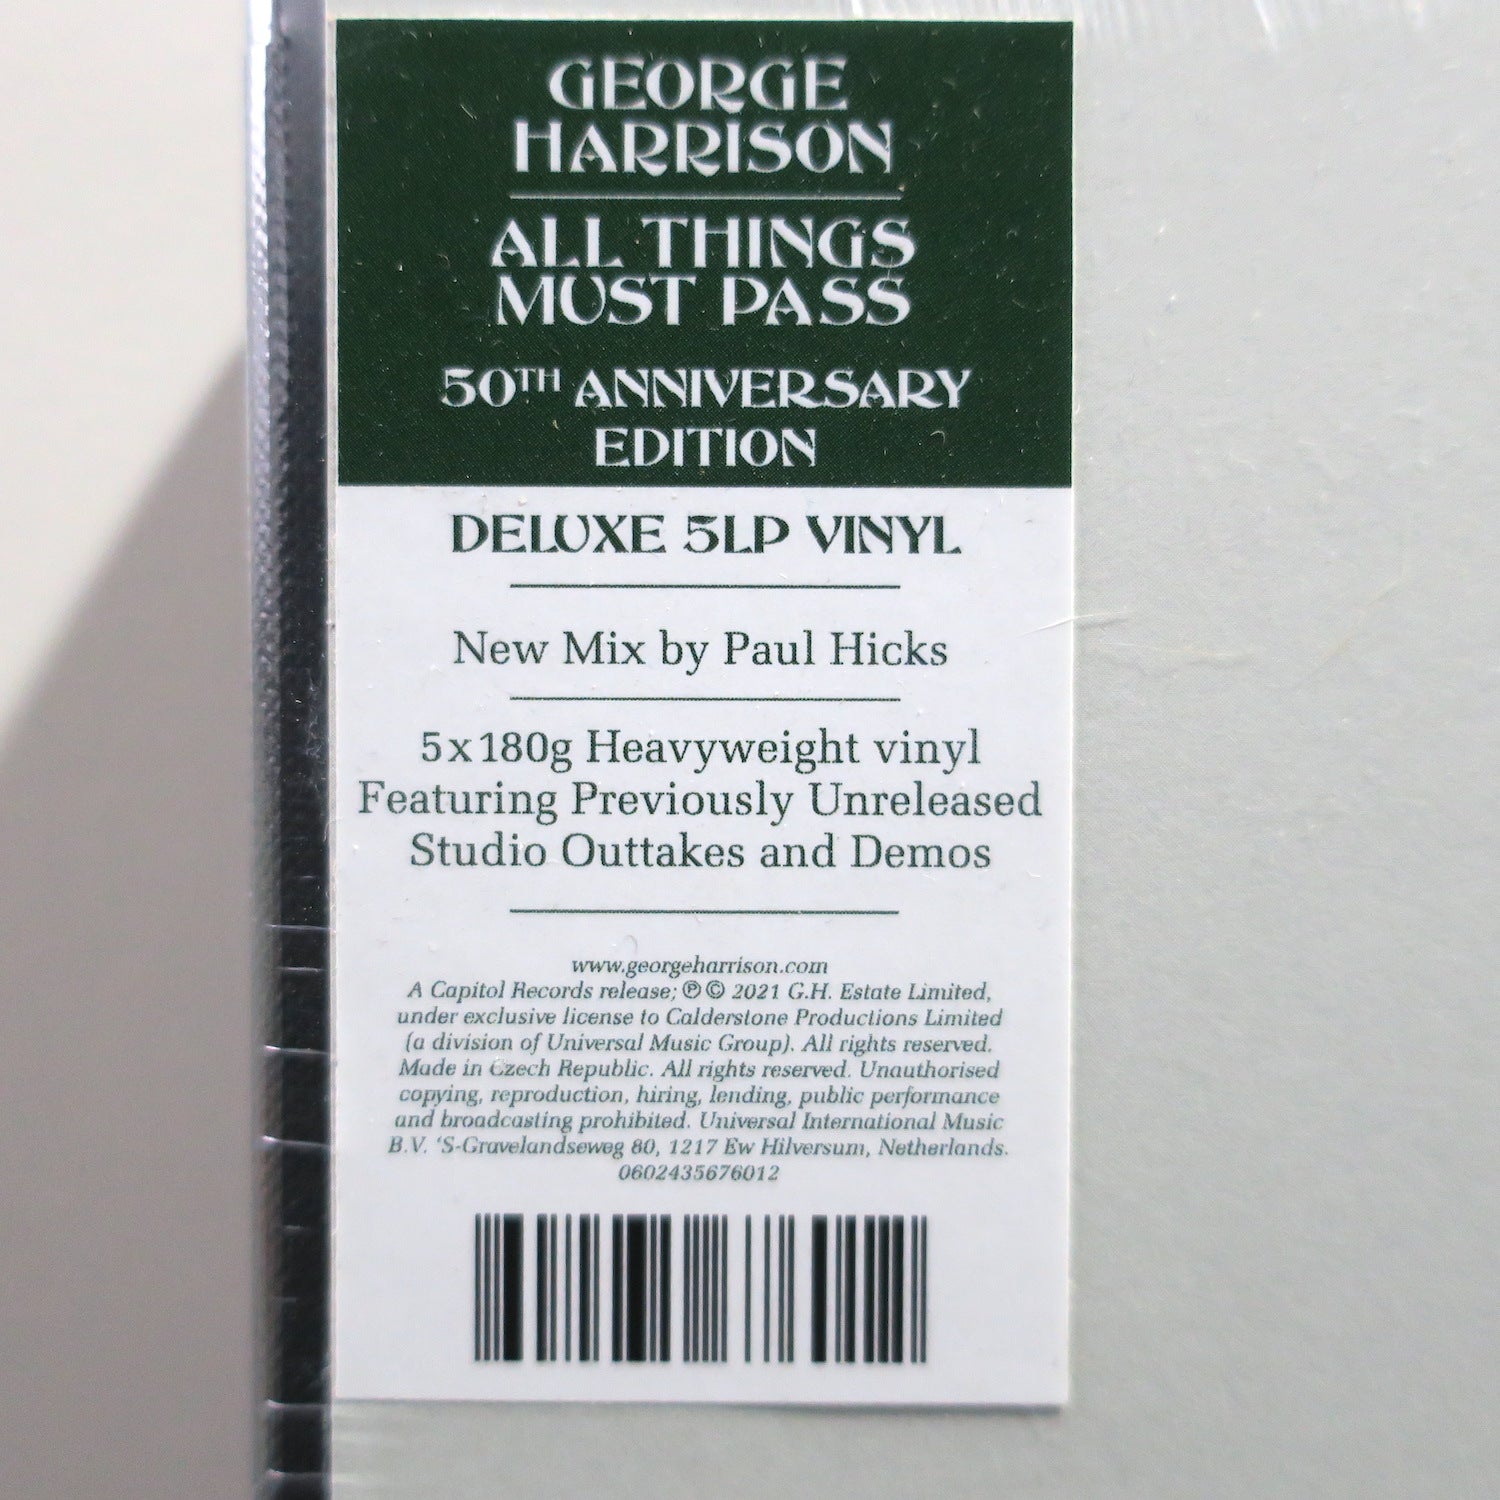 GEORGE
HARRISON
ALL THINGS
MUST PASS
50TH ANNIVERSARY
EDITION
DELUXE 5LP VINYL
New Mix by Paul Hicks
5x180g Heavyweight vinyl
Featuring Previously Unreleased
Studio Outtakes and Demos
www.georgeharrison.com
A Capitol Records release; ℗ © 2021 G.H. Estate Limited,
under exclusive license to Calderstone Productions Limited
(a division of Universal Music Group). All rights reserved.
Made in Czech Republic. All rights reserved. Unauthorised
copying, reproduction, hiring, lending, public performance
and broadcasting prohibited. Universal International Music
B.V. 'S-Gravelandseweg 80, 1217 Ew Hilversum, Netherlands.
0602435676012